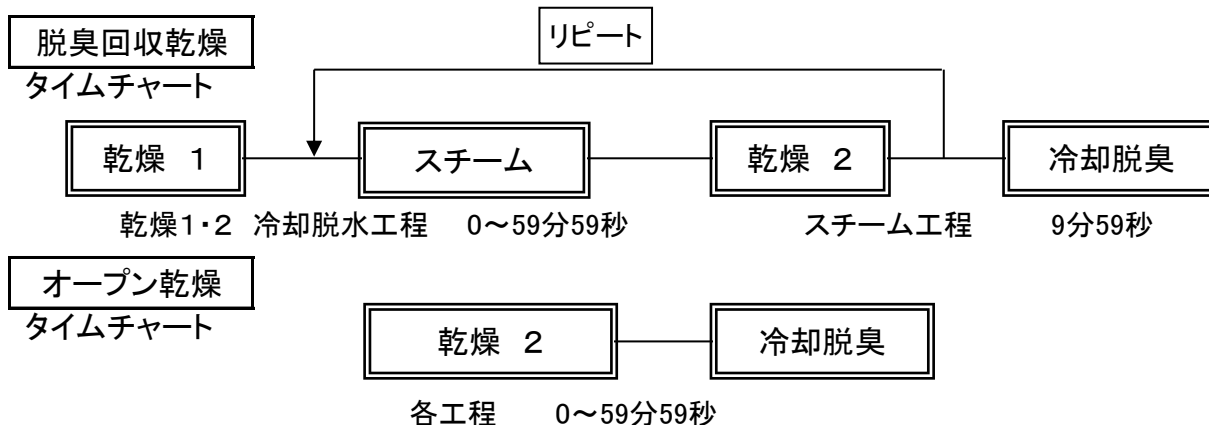 リピート
脱臭回収乾燥
タイムチャート
乾燥 1 スチーム 乾燥 2 冷却脱臭
乾燥1・2 冷却脱水工程 0～59分59秒 スチーム工程 9分59秒
オープン乾燥
タイムチャート
乾燥 2 冷却脱臭
各工程 0～59分59秒